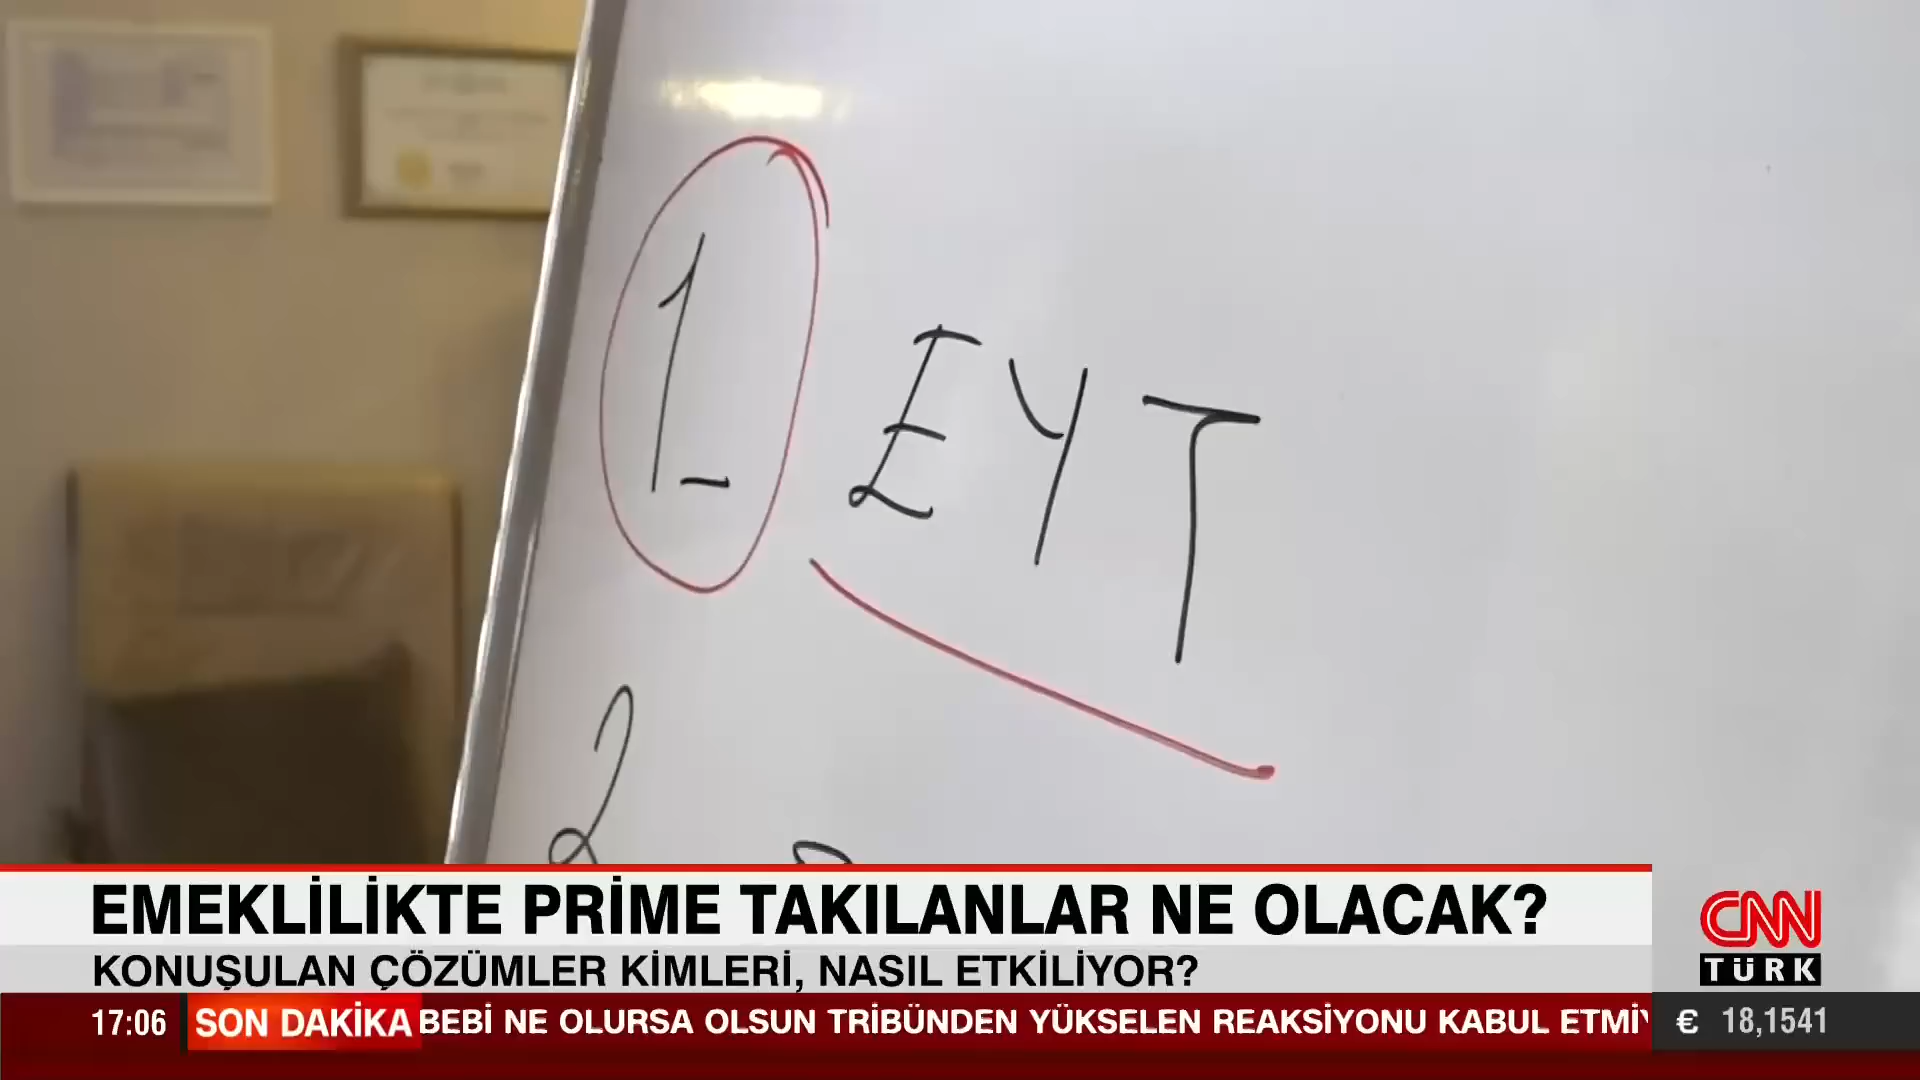 1_ EYT
2
EMEKLİLİKTE PRİME TAKILANLAR NE OLACAK?
KONUŞULAN ÇÖZÜMLER KİMLERİ, NASIL ETKİLİYOR?
CNN
TÜRK
17:06 SON DAKİKA BEBİ NE OLURSA OLSUN TRİBÜNDEN YÜKSELEN REAKSİYONU KABUL ETMİY € 18,1541